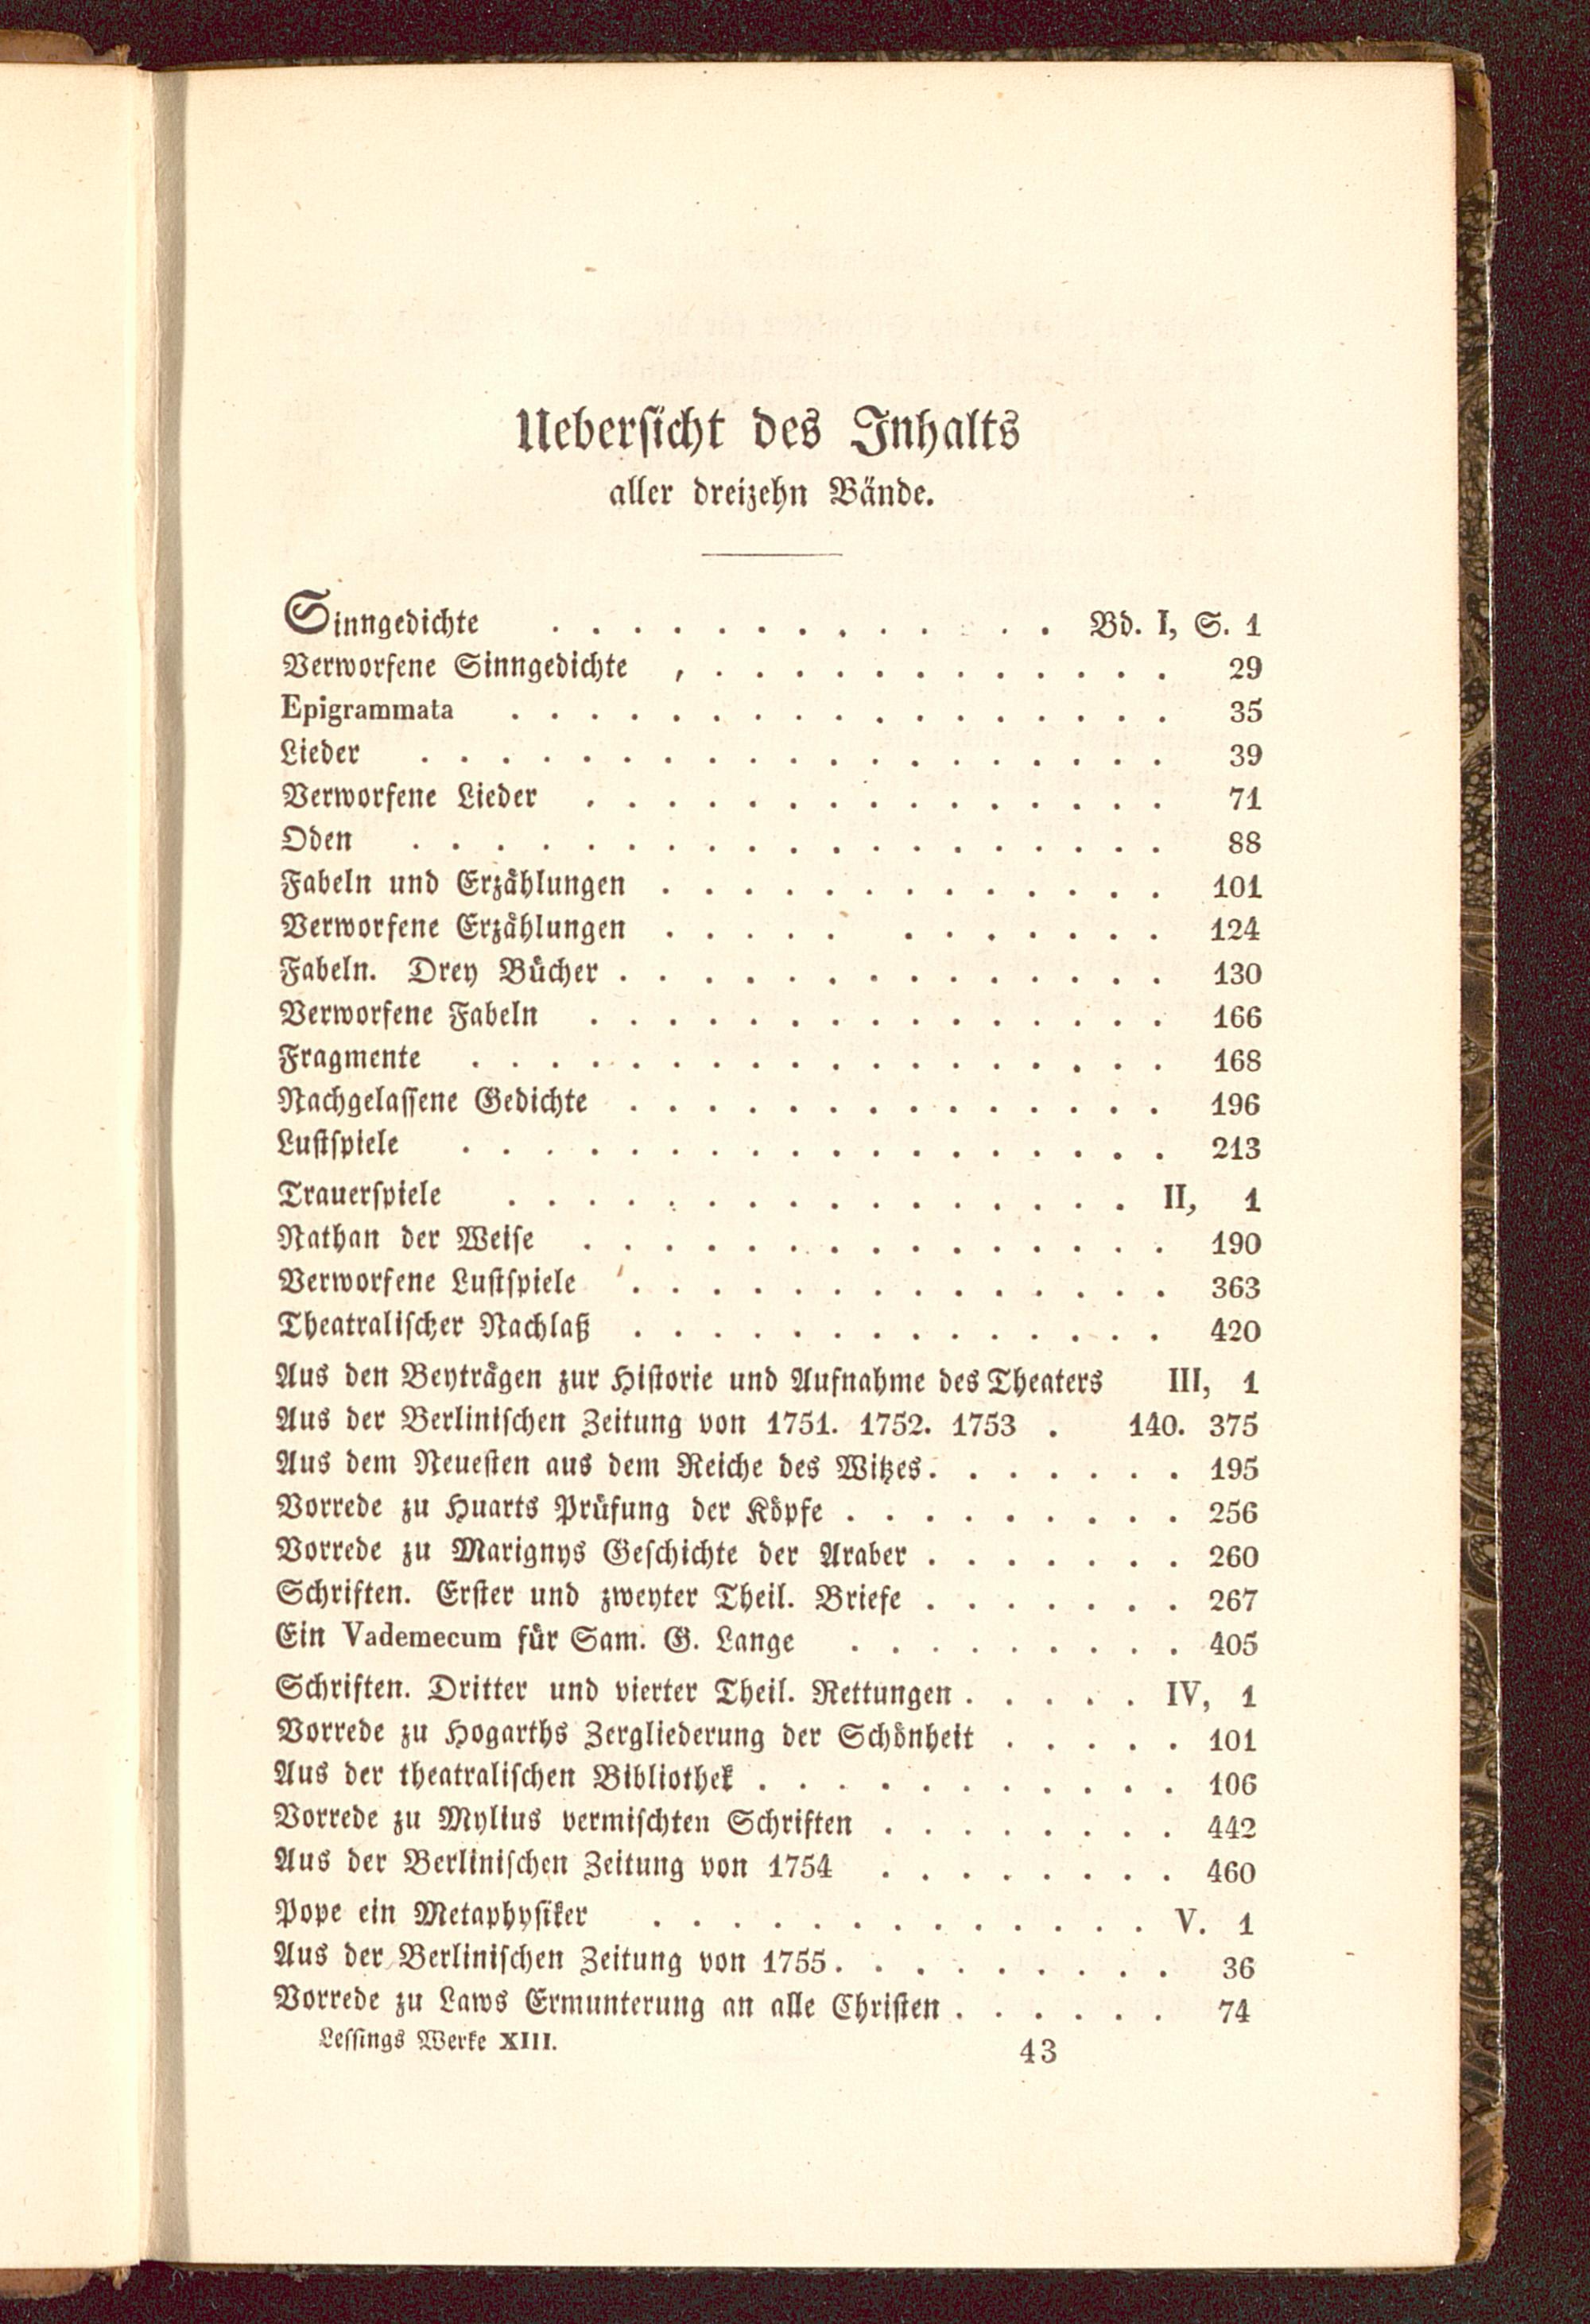 Uebersicht des Inhalts
aller dreizehn Bände.
Sinngedichte . . . . . . . . . . . . . Bd. I, S. 1
Verworfene Sinngedichte , . . . . . . . . . . . . 29
Epigrammata . . . . . . . . . . . . . . . . . 35
Lieder . . . . . . . . . . . . . . . . . . . 39
Verworfene Lieder . . . . . . . . . . . . . . . 71
Oden . . . . . . . . . . . . . . . . . . . 88
Fabeln und Erzählungen . . . . . . . . . . . . . 101
Verworfene Erzählungen . . . . . . . . . . . . 124
Fabeln. Drey Bücher . . . . . . . . . . . . . . 130
Verworfene Fabeln . . . . . . . . . . . . . . . 166
Fragmente . . . . . . . . . . . . . . . . . . 168
Nachgelassene Gedichte . . . . . . . . . . . . . . 196
Lustspiele . . . . . . . . . . . . . . . . . . 213
Trauerspiele . . . . . . . . . . . . . . . . II, 1
Nathan der Weise . . . . . . . . . . . . . . . 190
Verworfene Lustspiele . . . . . . . . . . . . . . 363
Theatralischer Nachlaß . . . . . . . . . . . . . . 420
Aus den Beyträgen zur Historie und Aufnahme des Theaters III, 1
Aus der Berlinischen Zeitung von 1751. 1752. 1753 . 140. 375
Aus dem Neuesten aus dem Reiche des Witzes. . . . . . . 195
Vorrede zu Huarts Prüfung der Köpfe . . . . . . . . . 256
Vorrede zu Marignys Geschichte der Araber . . . . . . . 260
Schriften. Erster und zweyter Theil. Briefe . . . . . . . 267
Ein Vademecum für Sam. G. Lange . . . . . . . . . 405
Schriften. Dritter und vierter Theil. Rettungen . . . . . IV, 1
Vorrede zu Hogarths Zergliederung der Schönheit . . . . . 101
Aus der theatralischen Bibliothek . . . . . . . . . . . 106
Vorrede zu Mylius vermischten Schriften . . . . . . . . 442
Aus der Berlinischen Zeitung von 1754 . . . . . . . . 460
Pope ein Metaphysiker . . . . . . . . . . . . . V. 1
Aus der Berlinischen Zeitung von 1755. . . . . . . . . 36
Vorrede zu Laws Ermunterung an alle Christen . . . . . . 74
Lessings Werke XIII. 43